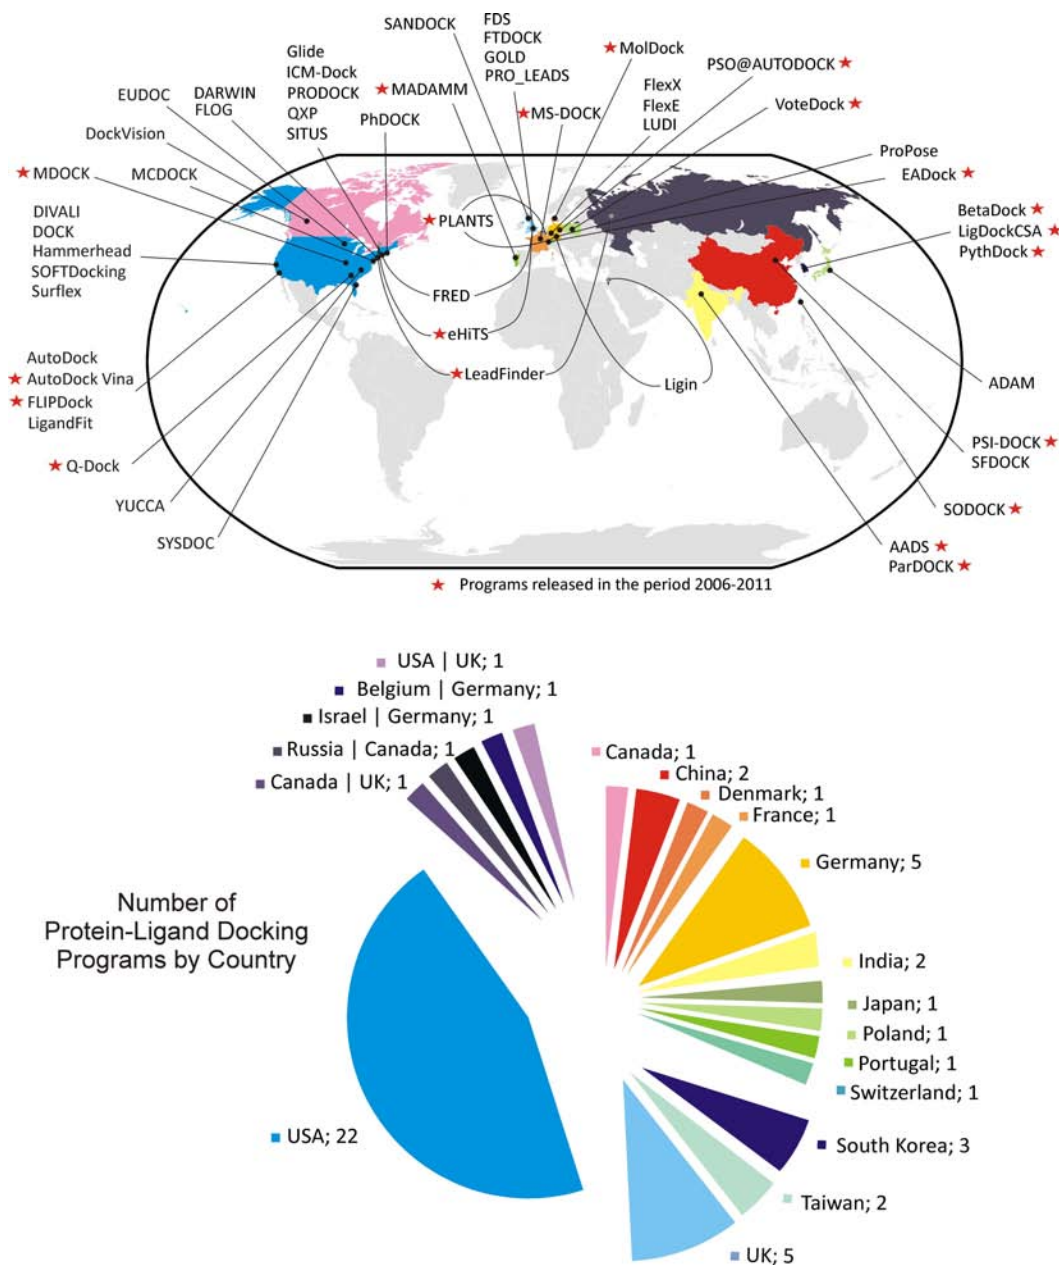 SANDOCK
FDS
FTDOCK
GOLD
PRO_LEADS
MolDock
PSO@AUTODOCK
Glide
ICM-Dock
PRODOCK
QXP
SITUS
MADAMM
FlexX
FlexE
LUDI
VoteDock
EUDOC
DARWIN
FLOG
PhDOCK
MS-DOCK
DockVision
ProPose
MDOCK
MCDOCK
EADock
DIVALI
DOCK
Hammerhead
SOFTDocking
Surflex
PLANTS
BetaDock
LigDockCSA
PythDock
FRED
eHiTS
LeadFinder
Ligin
AutoDock
AutoDock Vina
FLIPDock
LigandFit
ADAM
Q-Dock
PSI-DOCK
SFDOCK
YUCCA
SODOCK
SYSDOC
AADS
ParDOCK
Programs released in the period 2006-2011
USA | UK; 1
Belgium | Germany; 1
Israel | Germany; 1
Russia | Canada; 1
Canada | UK; 1
Canada; 1
China; 2
Denmark; 1
France; 1
Germany; 5
Number of
Protein-Ligand Docking
Programs by Country
India; 2
Japan; 1
Poland; 1
Portugal; 1
Switzerland; 1
USA; 22
South Korea; 3
Taiwan; 2
UK; 5